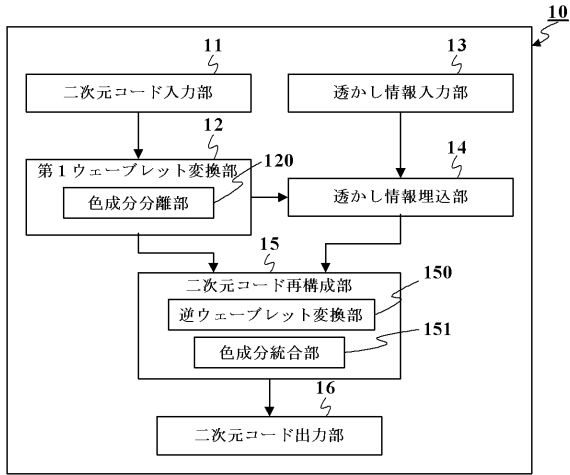 10
11
二次元コード入力部
13
透かし情報入力部
12
第1ウェーブレット変換部
120
色成分分離部
14
透かし情報埋込部
15
二次元コード再構成部
150
逆ウェーブレット変換部
151
色成分統合部
16
二次元コード出力部